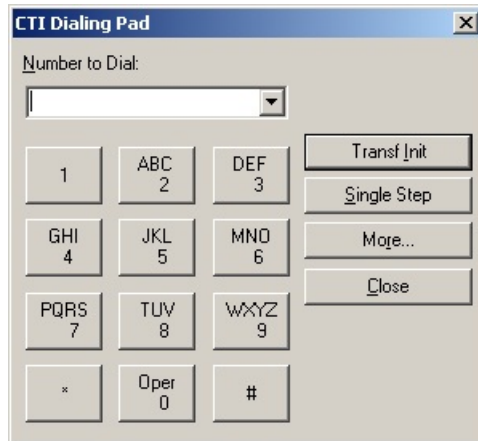 CTI Dialing Pad
Number to Dial:
1
ABC
2
DEF
3
GHI
4
JKL
5
MNO
6
PQRS
7
TUV
8
WXYZ
9
*
Oper
0
#
Transf Init
Single Step
More...
Close